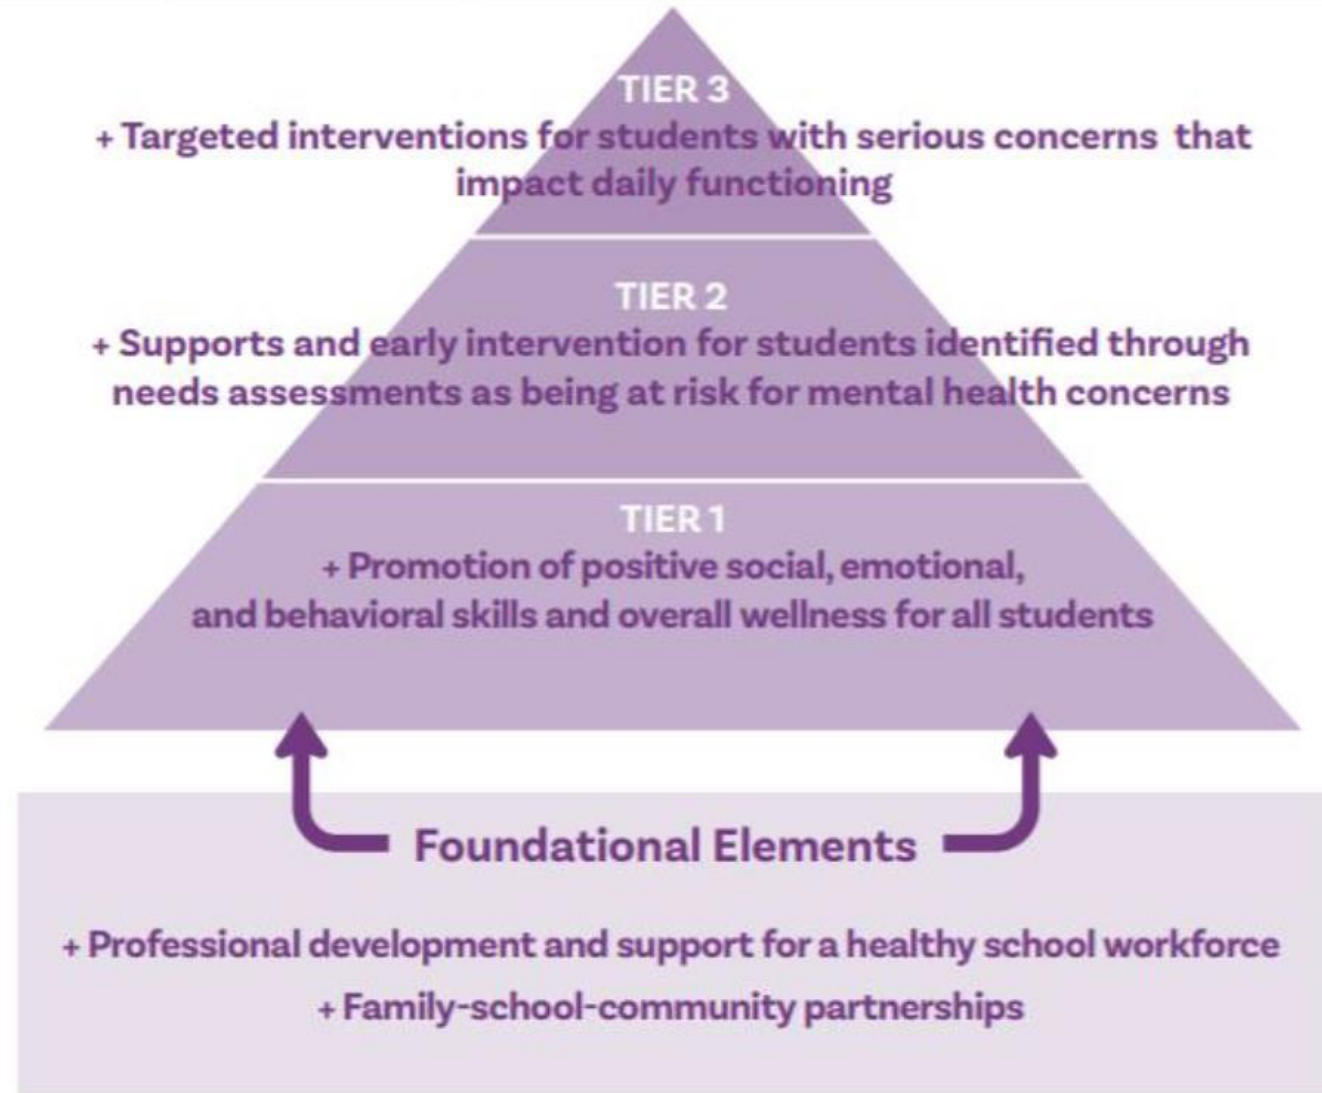 TIER 3
+ Targeted interventions for students with serious concerns that
impact daily functioning
TIER 2
+ Supports and early intervention for students identified through
needs assessments as being at risk for mental health concerns
TIER 1
+ Promotion of positive social, emotional,
and behavioral skills and overall wellness for all students
Foundational Elements
+ Professional development and support for a healthy school workforce
+ Family-school-community partnerships